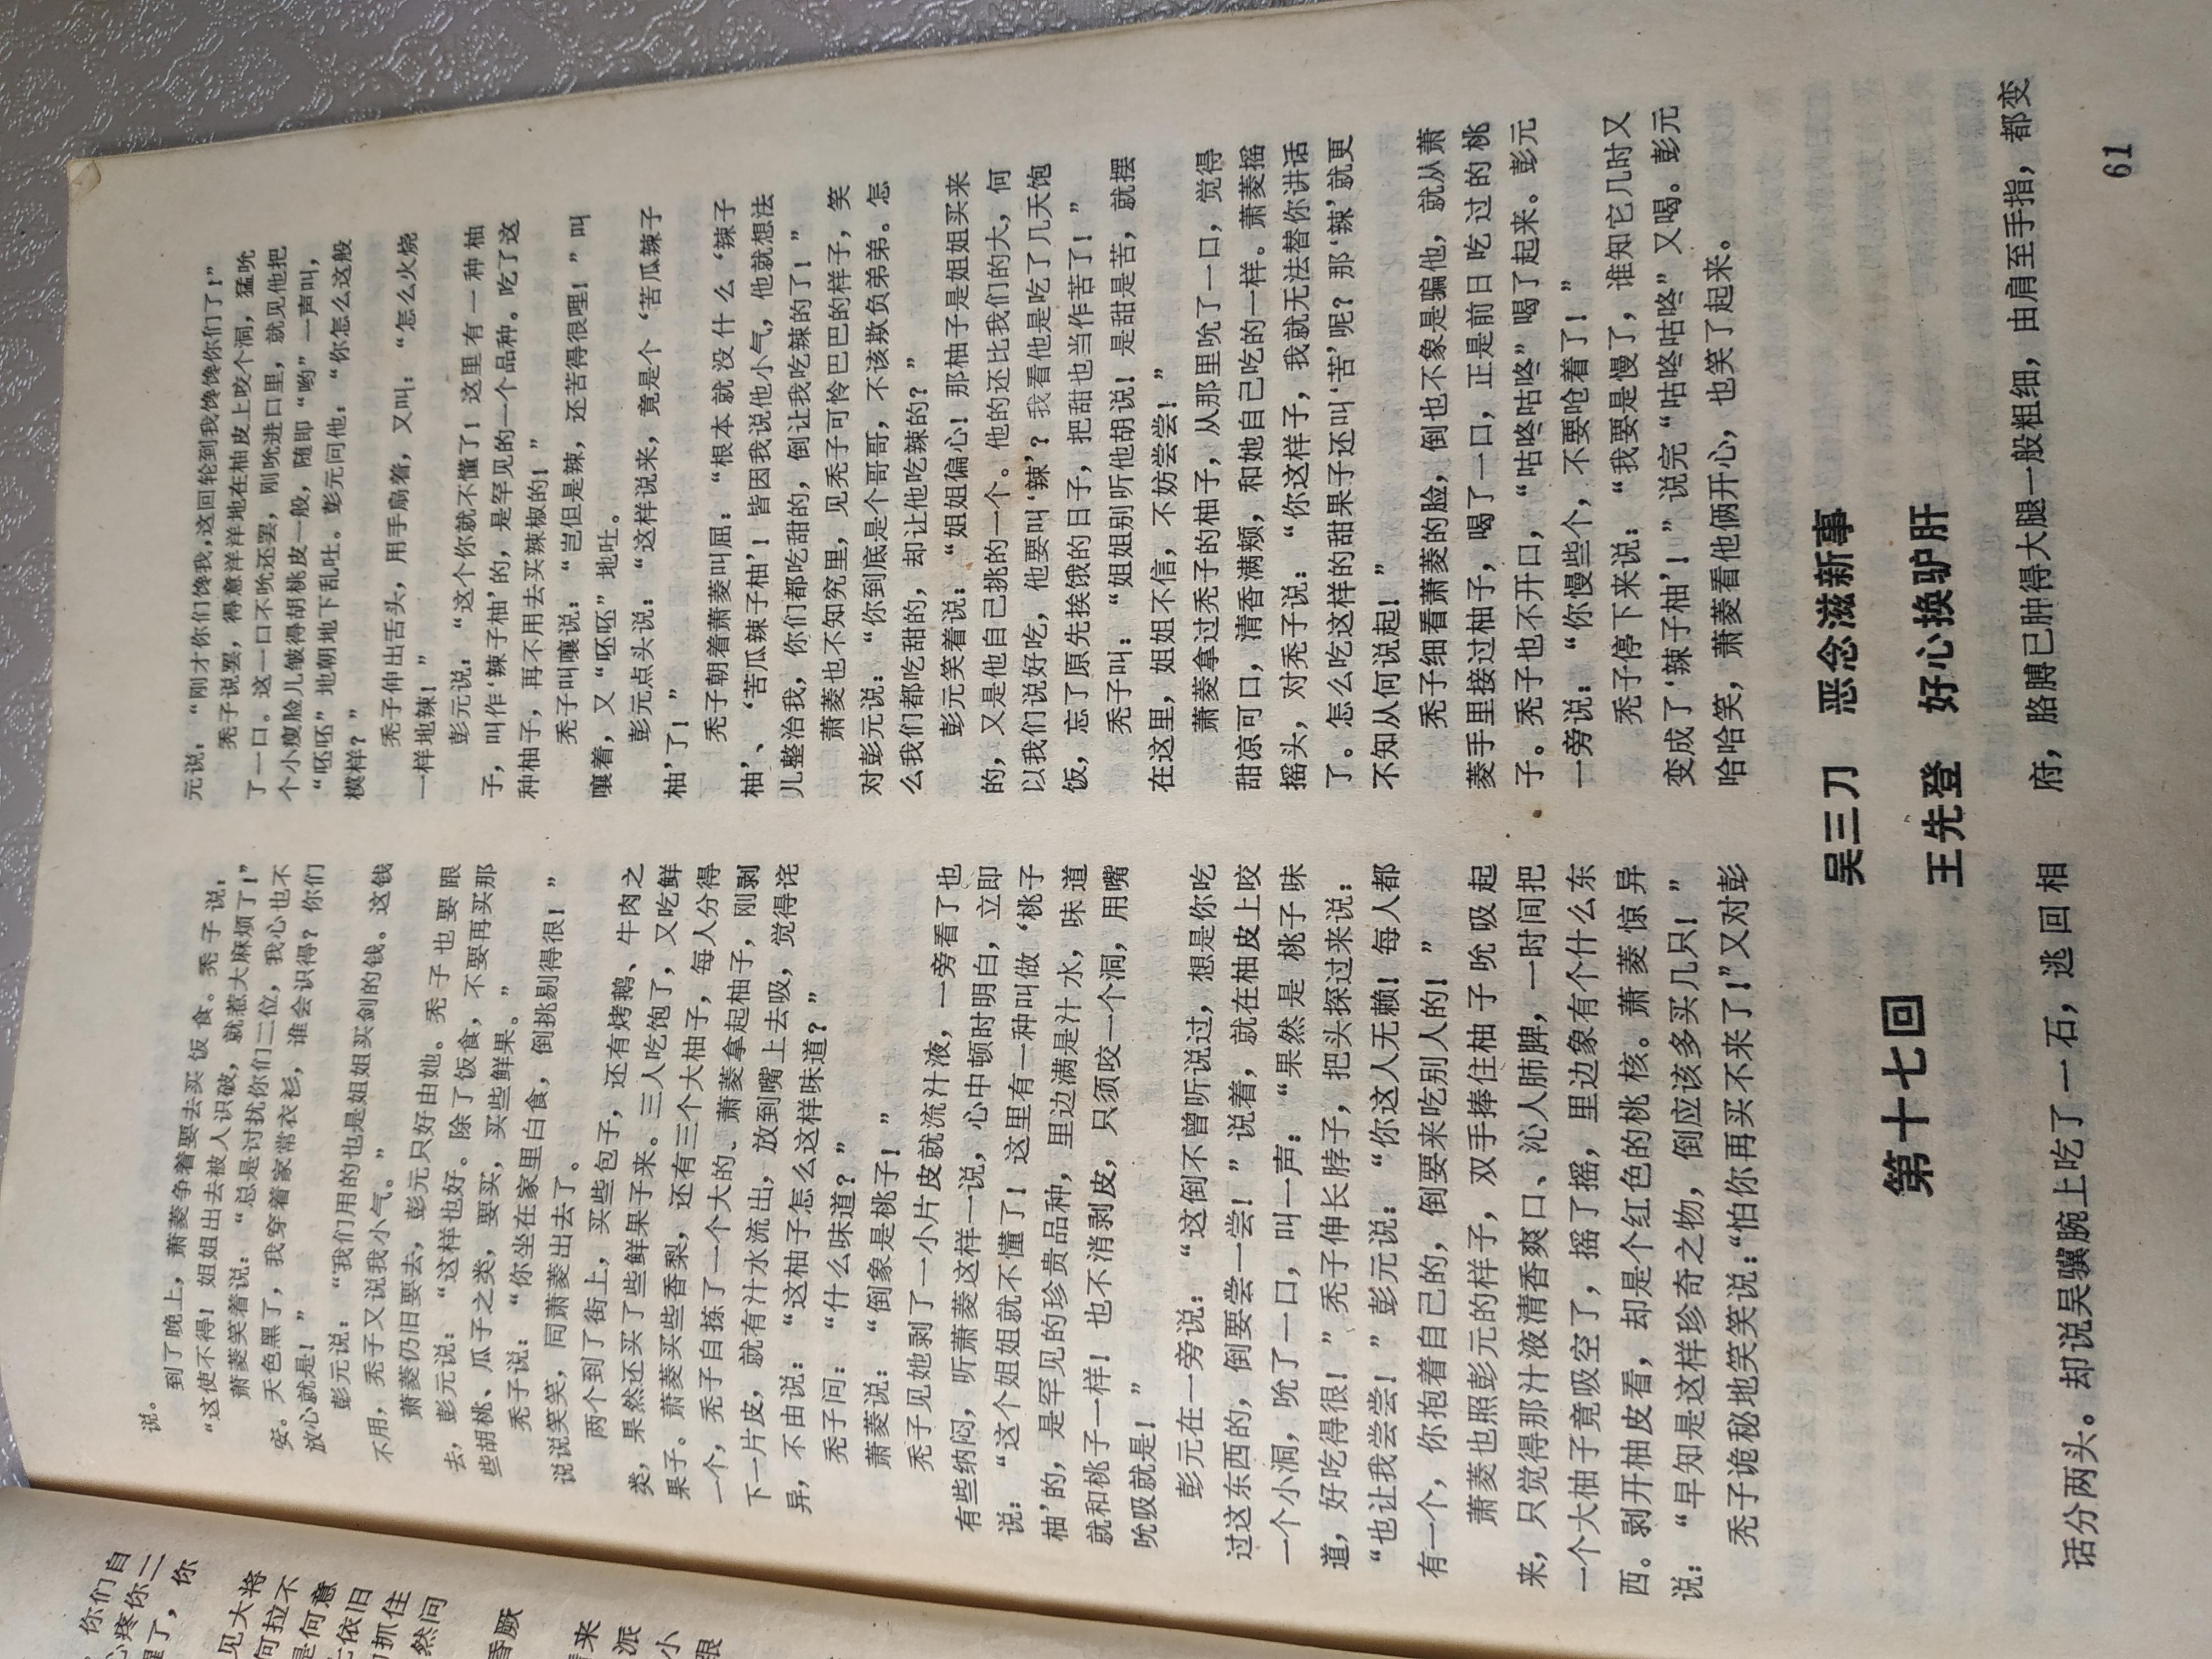 说。
到了晚上，萧菱争着要去买饭食。秃子说：
“这使不得！姐姐出去被人识破，就惹大麻烦了！”
萧菱笑着说：“总是讨扰你们二位，我心也不
安。天色黑了，我穿着家常衣衫，谁会识得？你们
放心就是！”
彭元说：“我们用的也是姐姐买剑的钱。这钱
不用，秃子又说我小气。”
萧菱仍旧要去，彭元只好由她。秃子也要跟
去，彭元说：“这样也好。除了饭食，不要再买那
些胡桃、瓜子之类，要买，买些鲜果。”
秃子说：“你坐在家里白食，倒挑剔得很！”
说说笑笑，同萧菱出去了。
两个到了街上，买些包子，还有烤鹅、牛肉之
类，果然还买了些鲜果子来。三人吃饱了，又吃鲜
果子。萧菱买些香梨，还有三个大柚子，每人分得
一个，秃子自拣了一个大的、萧菱拿起柚子，刚剥
下一片皮，就有汁水流出，放到嘴上去吸，觉得诧
异，不由说：“这柚子怎么这样味道？”
秃子问：“什么味道？”
萧菱说：“倒象是桃子！”
秃子见她剥了一小片皮就流汁液，一旁看了也
有些纳闷，听萧菱这样一说，心中顿时明白，立即
说：“这个姐姐就不懂了！这里有一种叫做‘桃子
柚’的，是罕见的珍贵品种，里边满是汁水，味道
就和桃子一样！也不消剥皮，只须咬一个洞，用嘴
吮吸就是！”
彭元在一旁说：“这倒不曾听说过，想是你吃
过这东西的，倒要尝一尝！”说着，就在柚皮上咬
一个小洞，吮了一口，叫一声：“果然是桃子味
道，好吃得很！”秃子伸长脖子，把头探过来说：
“也让我尝尝！”彭元说：“你这人无赖！每人都
有一个，你抱着自己的，倒要来吃别人的！”
萧菱也照彭元的样子，双手捧住柚子吮吸起
来，只觉得那汁液清香爽口、沁人肺脾，一时间把
一个大柚子竟吸空了，摇了摇，里边象有个什么东
西。剥开柚皮看，却是个红色的桃核。萧菱惊异
说：“早知是这样珍奇之物，倒应该多买几只！”
秃子诡秘地笑笑说：“怕你再买不来了！”又对彭
元说，“刚才你们馋我，这回轮到我馋馋你们了！”
秃子说罢，得意洋洋地在柚皮上咬个洞，猛吮
了一口。这一口不吮还罢，刚吮进口里，就见他把
个小瘦脸儿皱得胡桃皮一般，随即“哟”一声叫，
“呸呸”地朝地下乱吐。彭元问他：“你怎么这般
模样？”
秃子伸出舌头，用手扇着，又叫：“怎么火烧
一样地辣！”
彭元说：“这个你就不懂了！这里有一种柚
子，叫作‘辣子柚’的，是罕见的一个品种。吃了这
种柚子，再不用去买辣椒的！”
秃子叫嚷说：“岂但是辣，还苦得很哩！”叫
嚷着，又“呸呸”地吐。
彭元点头说：“这样说来，竟是个‘苦瓜辣子
柚’了！”
秃子朝着萧菱叫屈：“根本就没什么‘辣子
柚’、‘苦瓜辣子柚’！皆因我说他小气，他就想法
儿整治我，你们都吃甜的，倒让我吃辣的了！”
萧菱也不知究里，见秃子可怜巴巴的样子，笑
对彭元说：“你到底是个哥哥，不该欺负弟弟。怎
么我们都吃甜的，却让他吃辣的？”
彭元笑着说：“姐姐偏心！那柚子是姐姐买来
的，又是他自己挑的一个。他的还比我们的大，何
以我们说好吃，他要叫‘辣’？我看他是吃了几天饱
饭，忘了原先挨饿的日子，把甜也当作苦了！”
秃子叫：“姐姐别听他胡说！是甜是苦，就摆
在这里，姐姐不信，不妨尝尝！”
萧菱拿过秃子的柚子，从那里吮了一口，觉得
甜凉可口，清香满颊，和她自己吃的一样。萧菱摇
摇头，对秃子说：“你这样子，我就无法替你讲话
了。怎么吃这样的甜果子还叫‘苦’呢？那‘辣’就更
不知从何说起！”
秃子细看萧菱的脸，倒也不象是骗他，就从萧
菱手里接过柚子，喝了一口，正是前日吃过的桃
子。秃子也不开口，“咕咚咕咚”喝了起来。彭元
一旁说：“你慢些个，不要呛着了！”
秃子停下来说：“我要是慢了，谁知它几时又
变成了‘辣子柚’！”说完“咕咚咕咚”又喝。彭元
哈哈笑，萧菱看他俩开心，也笑了起来。
第十七回
吴三刀 恶念滋新事
王先登 好心换驴肝
话分两头。却说吴骥腕上吃了一石，逃回相
府，胳膊已肿得大腿一般粗细，由肩至手指，都变
61
你们自
心疼你二
了，你
见大将
何拉不
是何意
依旧
抓住
然问
昏厥
来
派
小
跟